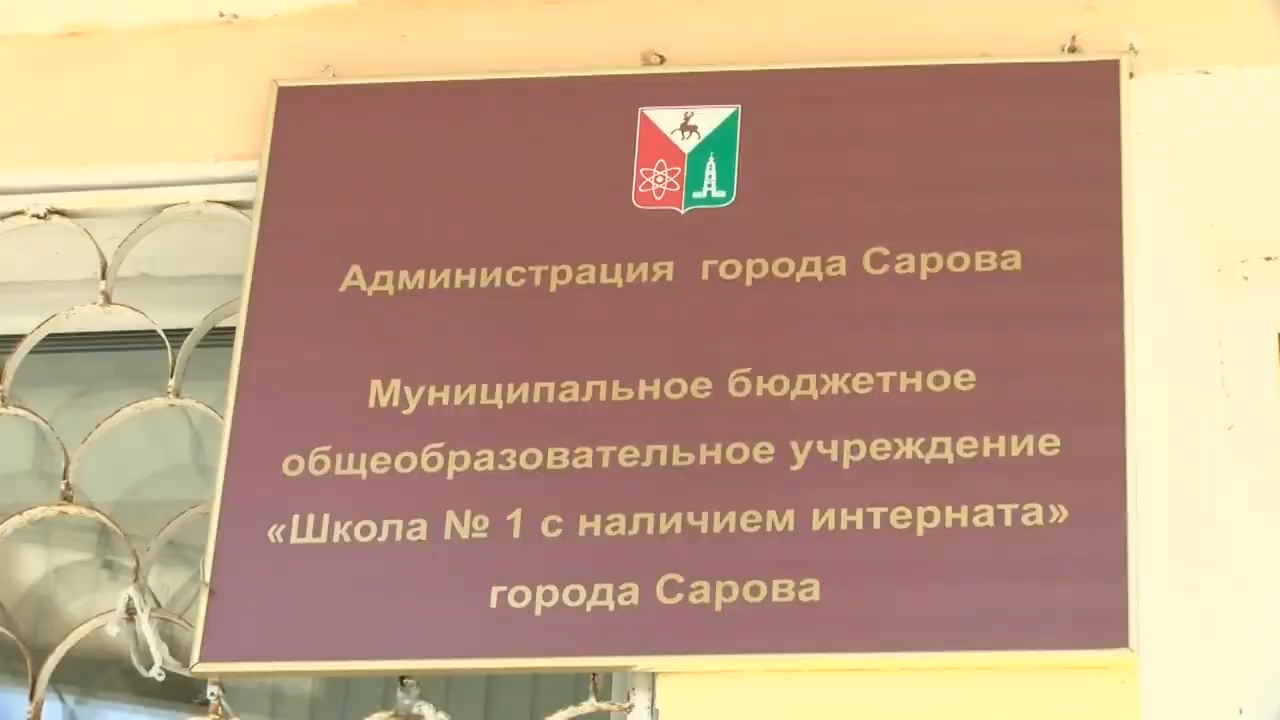 Администрация города Сарова
Муниципальное бюджетное
общеобразовательное учреждение
«Школа № 1 с наличием интерната»
города Сарова